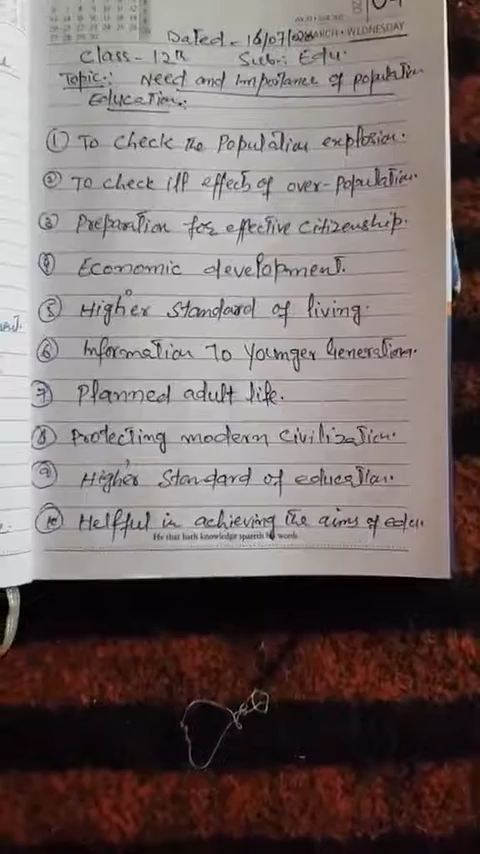 MARCH • WEDNESDAY
Dated - 16/07/
Class - 12th Sub: Edu.
Topic: Need and Importance of population
Education.
① To check the Population explosion.
② To check ill effects of over-population.
③ Preparation for effective citizenship.
④ Economic development.
⑤ Higher Standard of living.
⑥ Information To Younger Generation.
⑦ Planned adult life.
⑧ Protecting modern civilization.
⑨ Higher Standard of education.
⑩ Helpful in achieving the aims of edu.
He that hath knowledge spareth his words